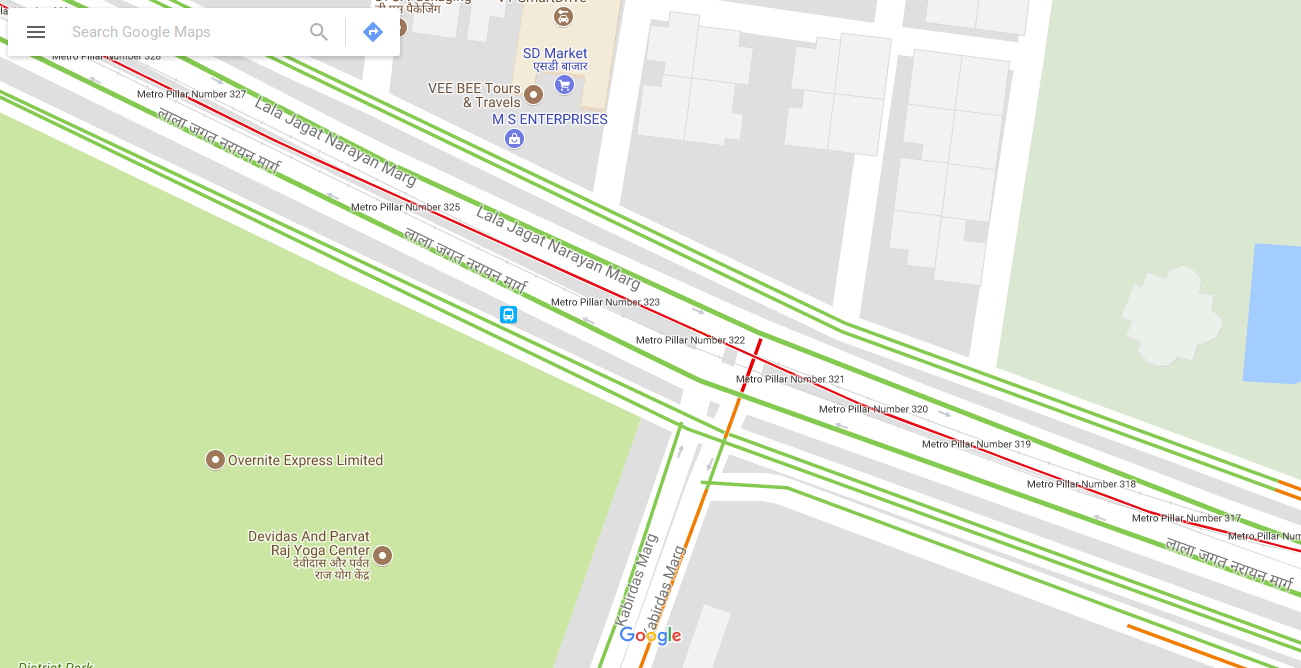 Search Google Maps
दी एस पैकेजिंग
SD Market
एसडी बाजार
VEE BEE Tours
& Travels
M S ENTERPRISES
Metro Pillar Number 328
Metro Pillar Number 327
Lala Jagat Narayan Marg
लाला जगत नरायन मार्ग
Metro Pillar Number 325
Lala Jagat Narayan Marg
लाला जगत नरायन मार्ग
Metro Pillar Number 323
Metro Pillar Number 322
Metro Pillar Number 321
Metro Pillar Number 320
Metro Pillar Number 319
Metro Pillar Number 318
Metro Pillar Number 317
Metro Pillar Num
लाला जगत नरायन मार्ग
Overnite Express Limited
Devidas And Parvat
Raj Yoga Center
देवीदास और पर्वत
राज योग केंद्र
Kabirdas Marg
Kabirdas Marg
Google
District Park